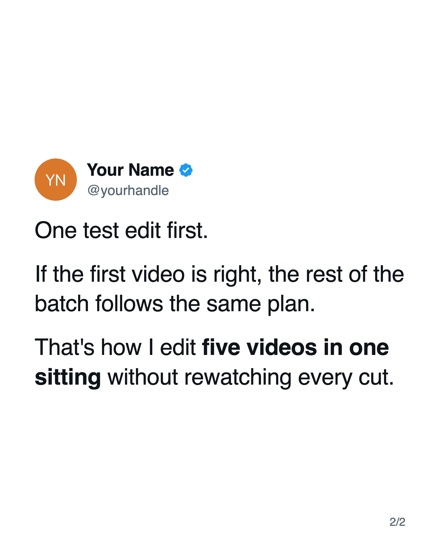 YN
Your Name
@yourhandle
One test edit first.
If the first video is right, the rest of the
batch follows the same plan.
That's how I edit five videos in one
sitting without rewatching every cut.
2/2